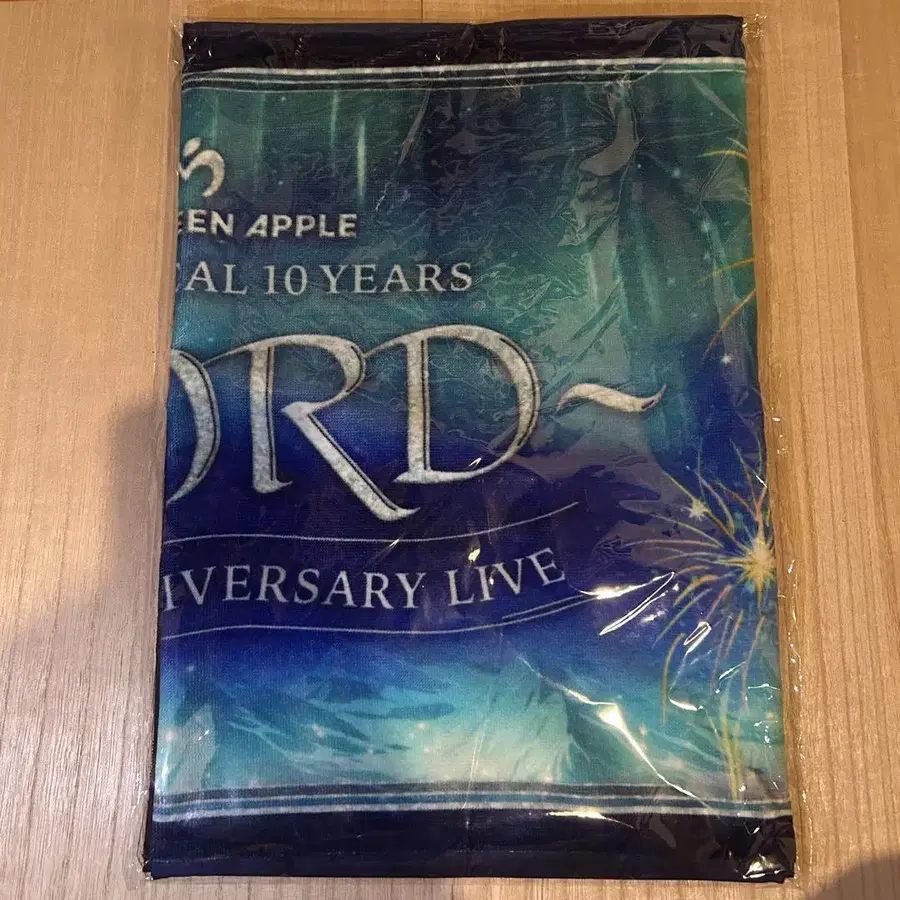 EEN APPLE
AL 10 YEARS
ORD~
IVERSARY LIVE